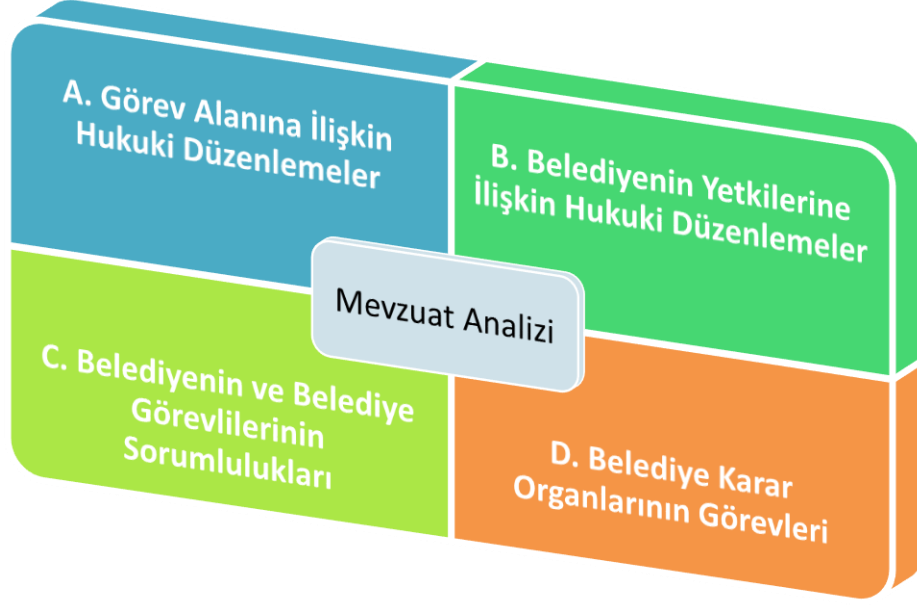 A. Görev Alanına İlişkin
Hukuki Düzenlemeler
B. Belediyenin Yetkilerine
İlişkin Hukuki Düzenlemeler
Mevzuat Analizi
C. Belediyenin ve Belediye
Görevlilerinin
Sorumlulukları
D. Belediye Karar
Organlarının Görevleri